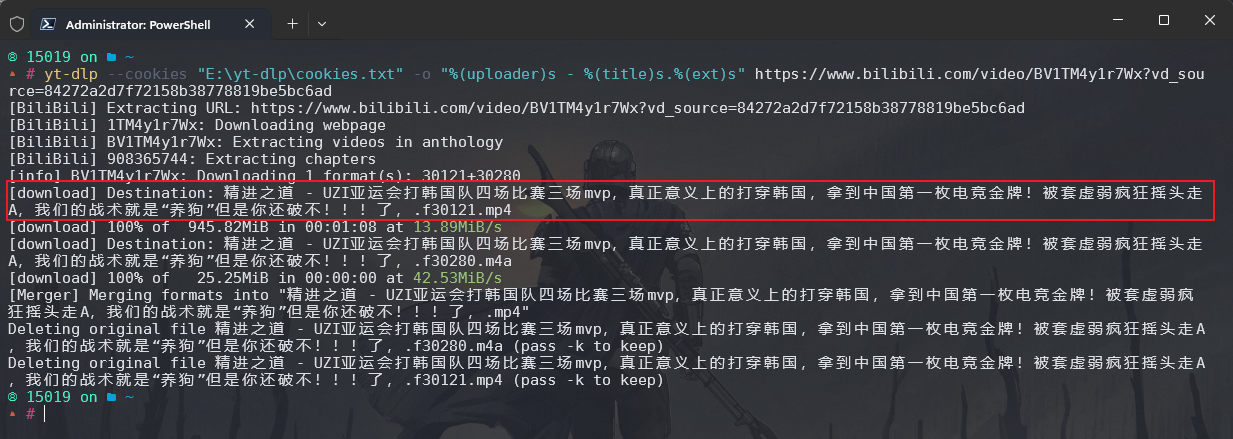 Administrator: PowerShell
15019 on ~
# yt-dlp --cookies "E:\yt-dlp\cookies.txt" -o "%(uploader)s - %(title)s.%(ext)s" https://www.bilibili.com/video/BV1TM4y1r7Wx?vd_sou
rce=84272a2d7f72158b38778819be5bc6ad
[BiliBili] Extracting URL: https://www.bilibili.com/video/BV1TM4y1r7Wx?vd_source=84272a2d7f72158b38778819be5bc6ad
[BiliBili] 1TM4y1r7Wx: Downloading webpage
[BiliBili] BV1TM4y1r7Wx: Extracting videos in anthology
[BiliBili] 908365744: Extracting chapters
[info] BV1TM4y1r7Wx: Downloading 1 format(s): 30121+30280
[download] Destination: 精进之道 - UZI亚运会打韩国队四场比赛三场mvp，真正意义上的打穿韩国，拿到中国第一枚电竞金牌！被套虚弱疯狂摇头走
A，我们的战术就是“养狗”但是你还破不！！！了，.f30121.mp4
[download] 100% of  945.82MiB in 00:01:08 at 13.89MiB/s
[download] Destination: 精进之道 - UZI亚运会打韩国队四场比赛三场mvp，真正意义上的打穿韩国，拿到中国第一枚电竞金牌！被套虚弱疯狂摇头走
A，我们的战术就是“养狗”但是你还破不！！！了，.f30280.m4a
[download] 100% of   25.25MiB in 00:00:00 at 42.53MiB/s
[Merger] Merging formats into "精进之道 - UZI亚运会打韩国队四场比赛三场mvp，真正意义上的打穿韩国，拿到中国第一枚电竞金牌！被套虚弱疯
狂摇头走A，我们的战术就是“养狗”但是你还破不！！！了，.mp4"
Deleting original file 精进之道 - UZI亚运会打韩国队四场比赛三场mvp，真正意义上的打穿韩国，拿到中国第一枚电竞金牌！被套虚弱疯狂摇头走A
，我们的战术就是“养狗”但是你还破不！！！了，.f30280.m4a (pass -k to keep)
Deleting original file 精进之道 - UZI亚运会打韩国队四场比赛三场mvp，真正意义上的打穿韩国，拿到中国第一枚电竞金牌！被套虚弱疯狂摇头走A
，我们的战术就是“养狗”但是你还破不！！！了，.f30121.mp4 (pass -k to keep)
15019 on ~
#